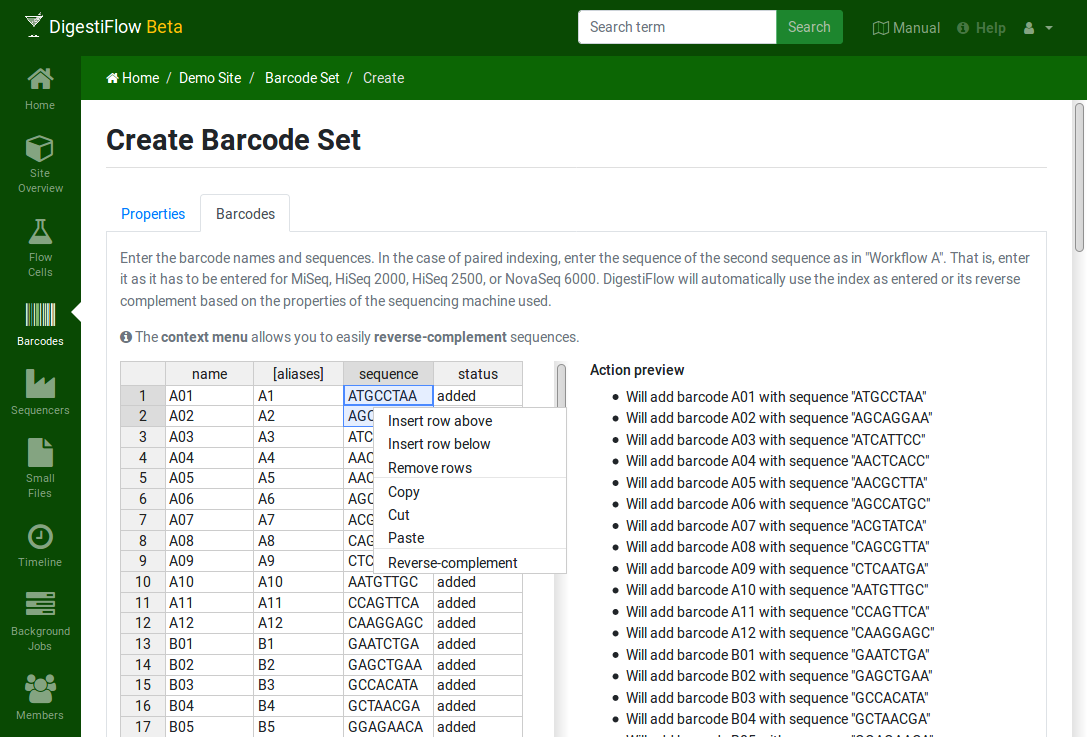 DigestiFlow Beta
Search term
Search
Manual
Help
Home / Demo Site / Barcode Set / Create
Home
Site
Overview
Flow
Cells
Barcodes
Sequencers
Small
Files
Timeline
Background
Jobs
Members
Create Barcode Set
Properties
Barcodes
Enter the barcode names and sequences. In the case of paired indexing, enter the sequence of the second sequence as in "Workflow A". That is, enter
it as it has to be entered for MiSeq, HiSeq 2000, HiSeq 2500, or NovaSeq 6000. DigestiFlow will automatically use the index as entered or its reverse
complement based on the properties of the sequencing machine used.
The context menu allows you to easily reverse-complement sequences.
name [aliases] sequence status
1 A01 A1 ATGCCTAA added
2 A02 A2 AGC
3 A03 A3 ATC
4 A04 A4 AAC
5 A05 A5 AAC
6 A06 A6 AGC
7 A07 A7 ACG
8 A08 A8 CAG
9 A09 A9 CTC
10 A10 A10 AATGTTGC added
11 A11 A11 CCAGTTCA added
12 A12 A12 CAAGGAGC added
13 B01 B1 GAATCTGA added
14 B02 B2 GAGCTGAA added
15 B03 B3 GCCACATA added
16 B04 B4 GCTAACGA added
17 B05 B5 GGAGAACA added
Insert row above
Insert row below
Remove rows
Copy
Cut
Paste
Reverse-complement
Action preview
Will add barcode A01 with sequence "ATGCCTAA"
Will add barcode A02 with sequence "AGCAGGAA"
Will add barcode A03 with sequence "ATCATTCC"
Will add barcode A04 with sequence "AACTCACC"
Will add barcode A05 with sequence "AACGCTTA"
Will add barcode A06 with sequence "AGCCATGC"
Will add barcode A07 with sequence "ACGTATCA"
Will add barcode A08 with sequence "CAGCGTTA"
Will add barcode A09 with sequence "CTCAATGA"
Will add barcode A10 with sequence "AATGTTGC"
Will add barcode A11 with sequence "CCAGTTCA"
Will add barcode A12 with sequence "CAAGGAGC"
Will add barcode B01 with sequence "GAATCTGA"
Will add barcode B02 with sequence "GAGCTGAA"
Will add barcode B03 with sequence "GCCACATA"
Will add barcode B04 with sequence "GCTAACGA"